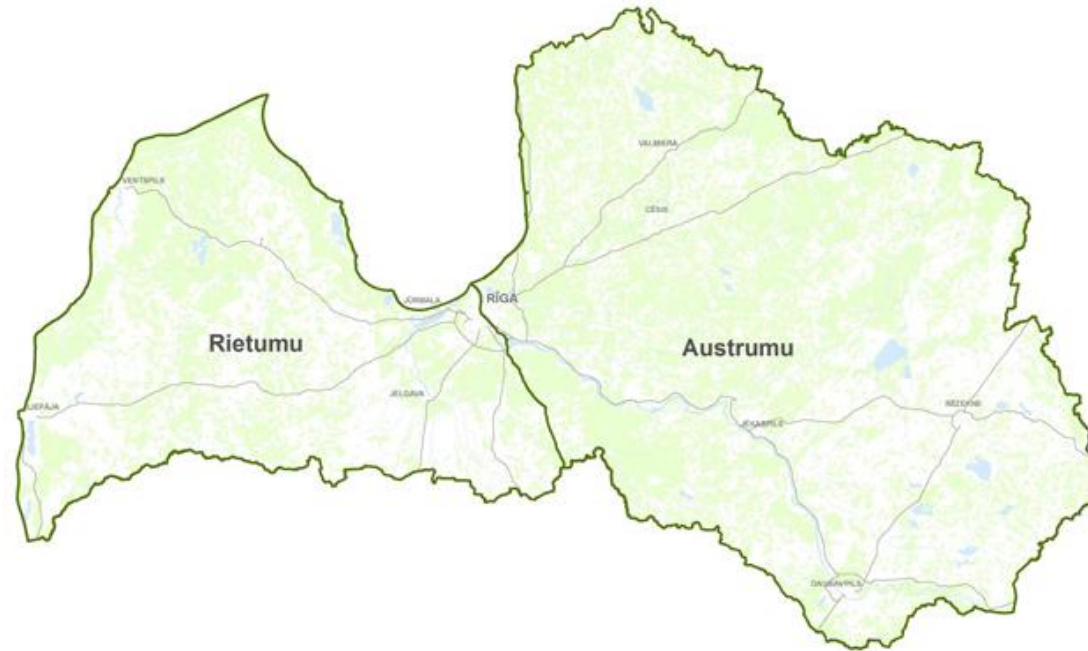 VALMIERA
VENTSPILS
CĒSIS
JŪRMALA
RĪGA
Rietumu
Austrumu
JELGAVA
LIEPĀJA
RĒZEKNE
JĒKABPILS
DAUGAVPILS